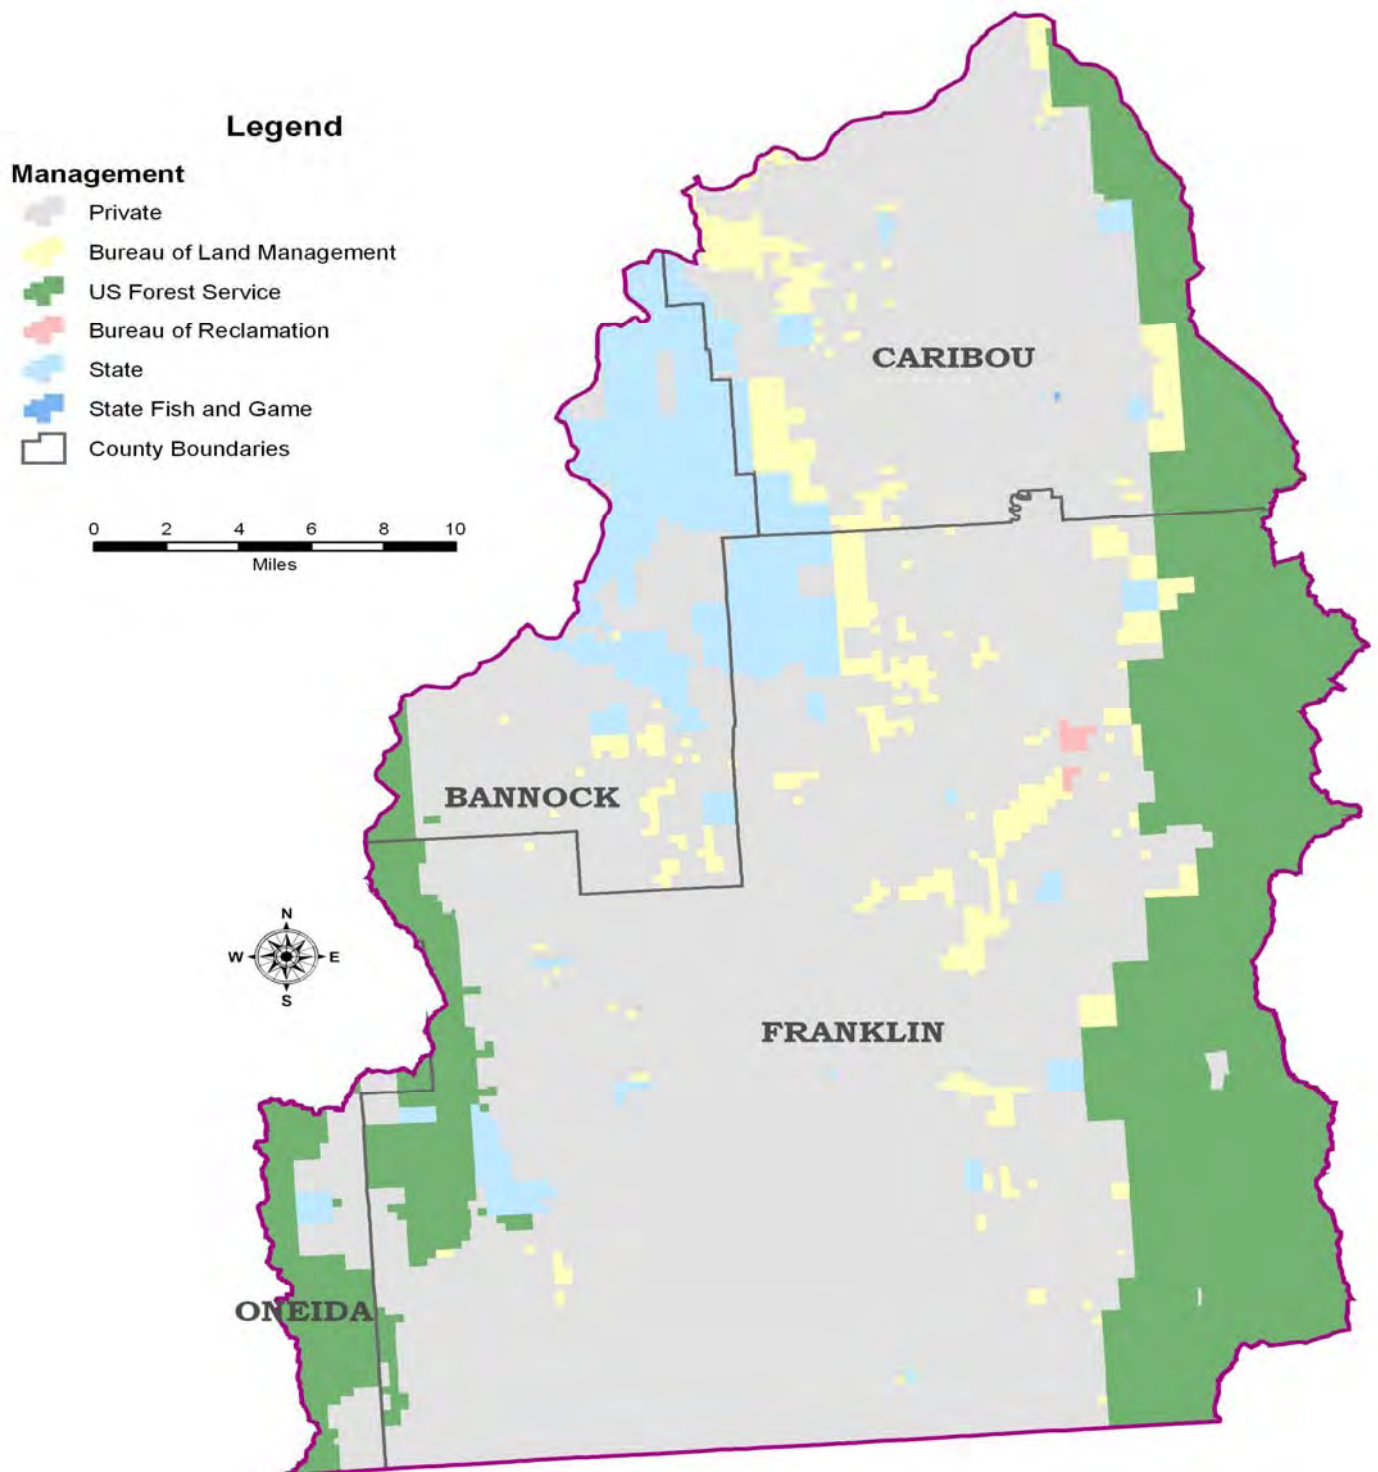 Legend
Management
Private
Bureau of Land Management
US Forest Service
Bureau of Reclamation
State
State Fish and Game
County Boundaries
0 2 4 6 8 10
Miles
CARIBOU
BANNOCK
N
W E
S
FRANKLIN
ONEIDA